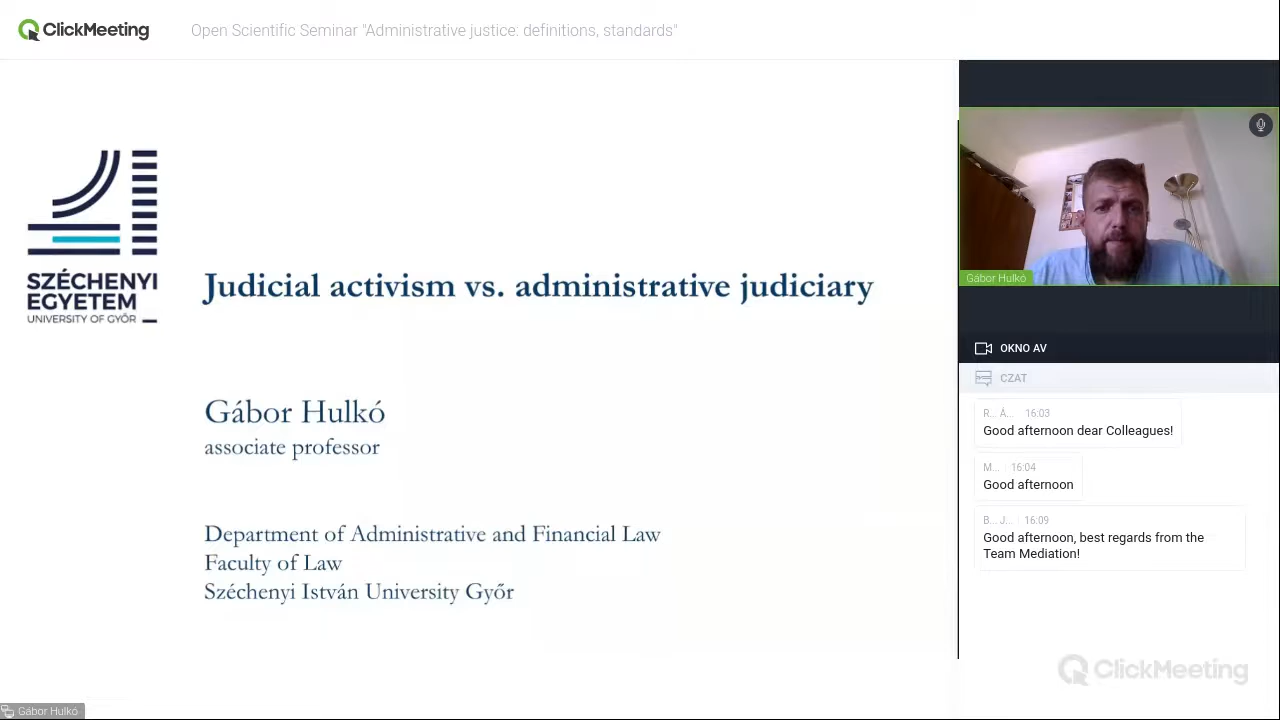 ClickMeeting
Open Scientific Seminar "Administrative justice: definitions, standards"
SZÉCHENYI
EGYETEM
UNIVERSITY OF GYŐR
Judicial activism vs. administrative judiciary
Gábor Hulkó
associate professor
Department of Administrative and Financial Law
Faculty of Law
Széchenyi István University Győr
Gábor Hulkó
Gábor Hulkó
OKNO AV
CZAT
R... Á... 16:03
Good afternoon dear Colleagues!
M... 16:04
Good afternoon
B... J... 16:09
Good afternoon, best regards from the
Team Mediation!
ClickMeeting